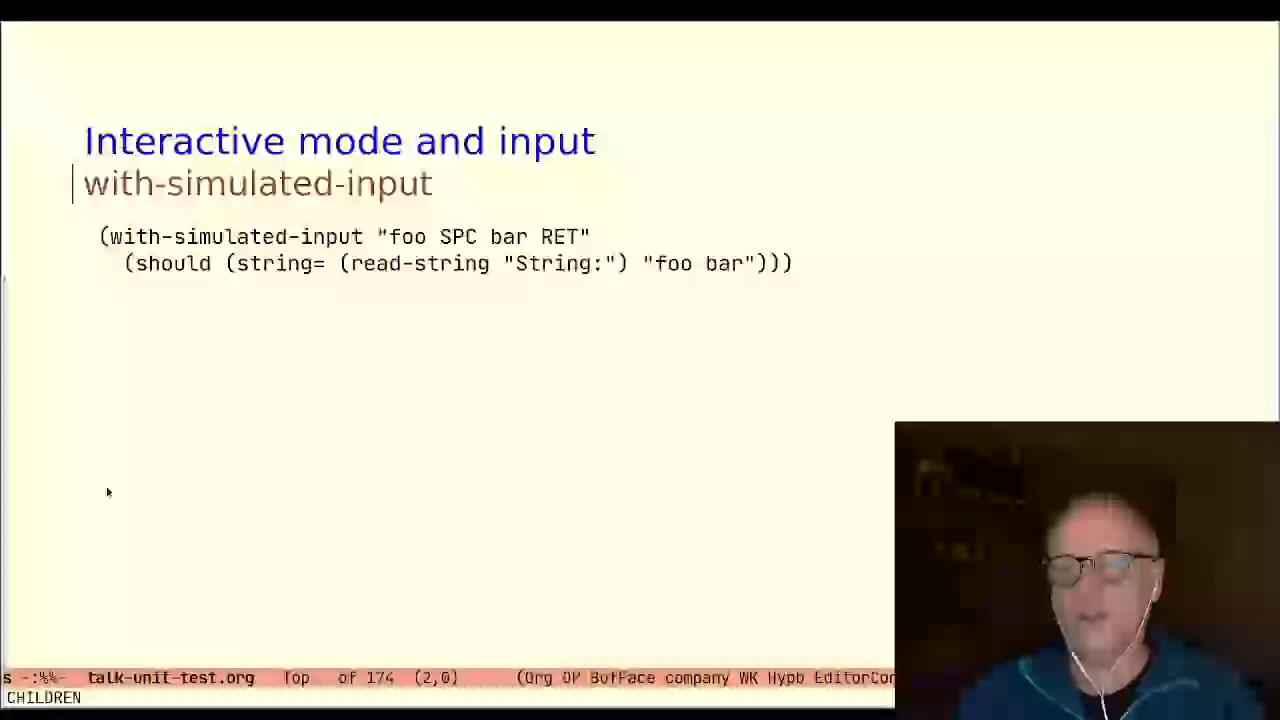 Interactive mode and input
with-simulated-input
(with-simulated-input "foo SPC bar RET"
(should (string= (read-string "String:") "foo bar")))
s -:%%- talk-unit-test.org Top of 174 (2,0) (Org OP BufFace company WK Hypb EditorCon
CHILDREN